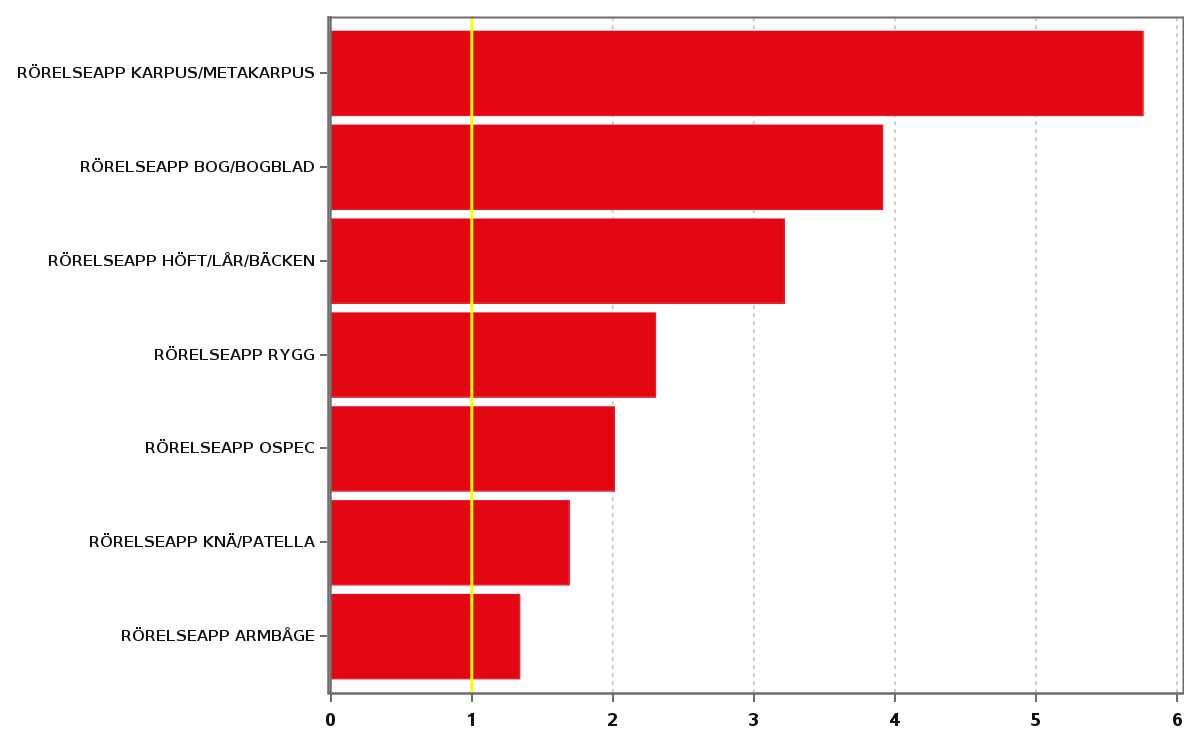 RÖRELSEAPP KARPUS/METAKARPUS
RÖRELSEAPP BOG/BOGBLAD
RÖRELSEAPP HÖFT/LÅR/BÄCKEN
RÖRELSEAPP RYGG
RÖRELSEAPP OSPEC
RÖRELSEAPP KNÄ/PATELLA
RÖRELSEAPP ARMBÅGE
0 1 2 3 4 5 6